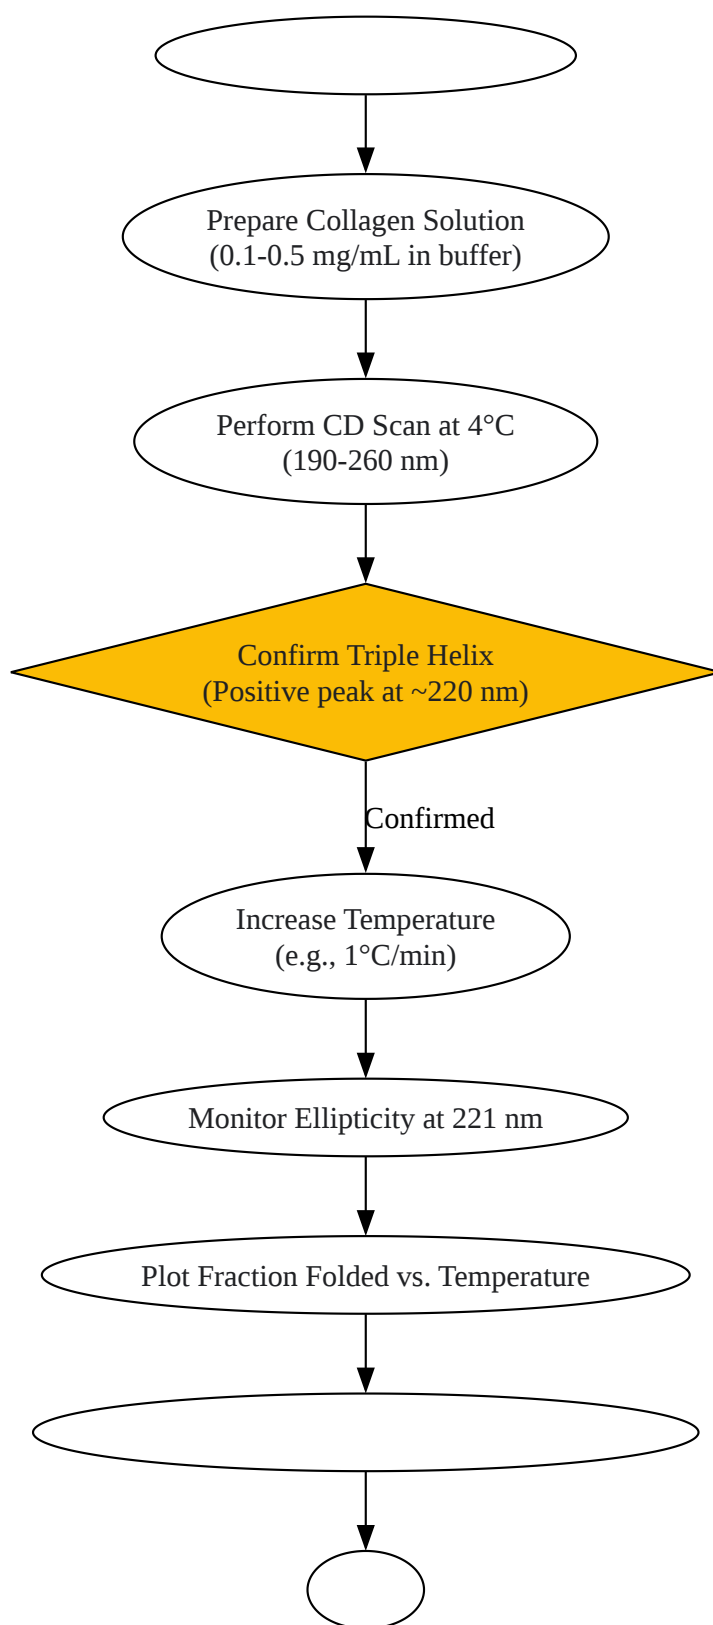 Prepare Collagen Solution
(0.1-0.5 mg/mL in buffer)
Perform CD Scan at 4°C
(190-260 nm)
Confirm Triple Helix
(Positive peak at ~220 nm)
Confirmed
Increase Temperature
(e.g., 1°C/min)
Monitor Ellipticity at 221 nm
Plot Fraction Folded vs. Temperature